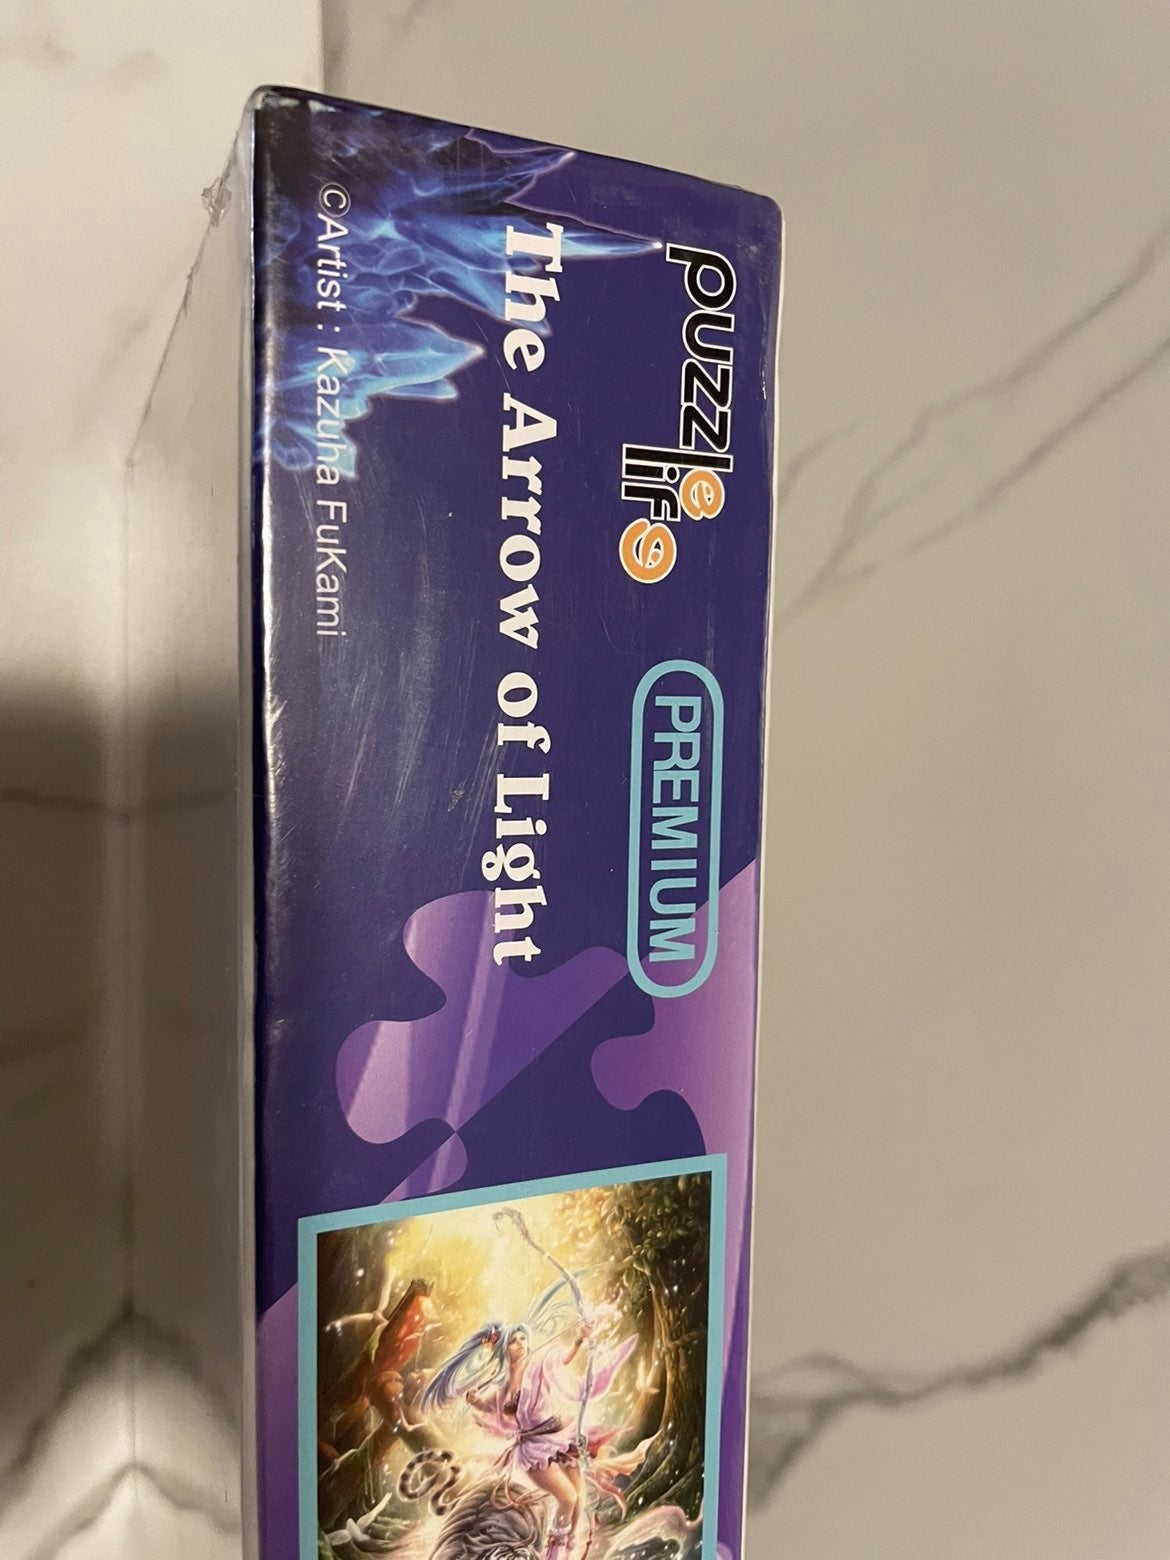 puzzle
life
PREMIUM
The Arrow of Light
©Artist : Kazuha FuKami